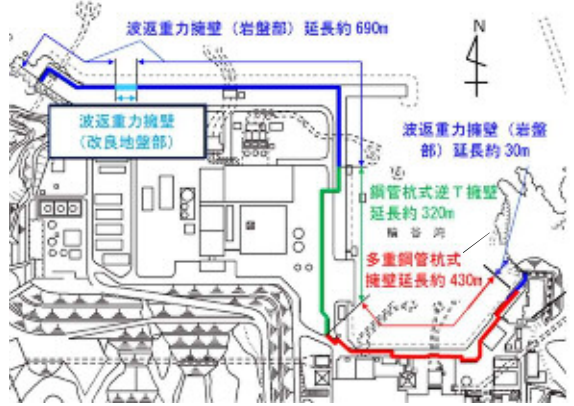 波返重力擁壁（岩盤部）延長約690m
N
波返重力擁壁
（改良地盤部）
波返重力擁壁（岩盤
部）延長約30m
鋼管杭式逆T擁壁
延長約320m
輪谷湾
多重鋼管杭式
擁壁延長約430m